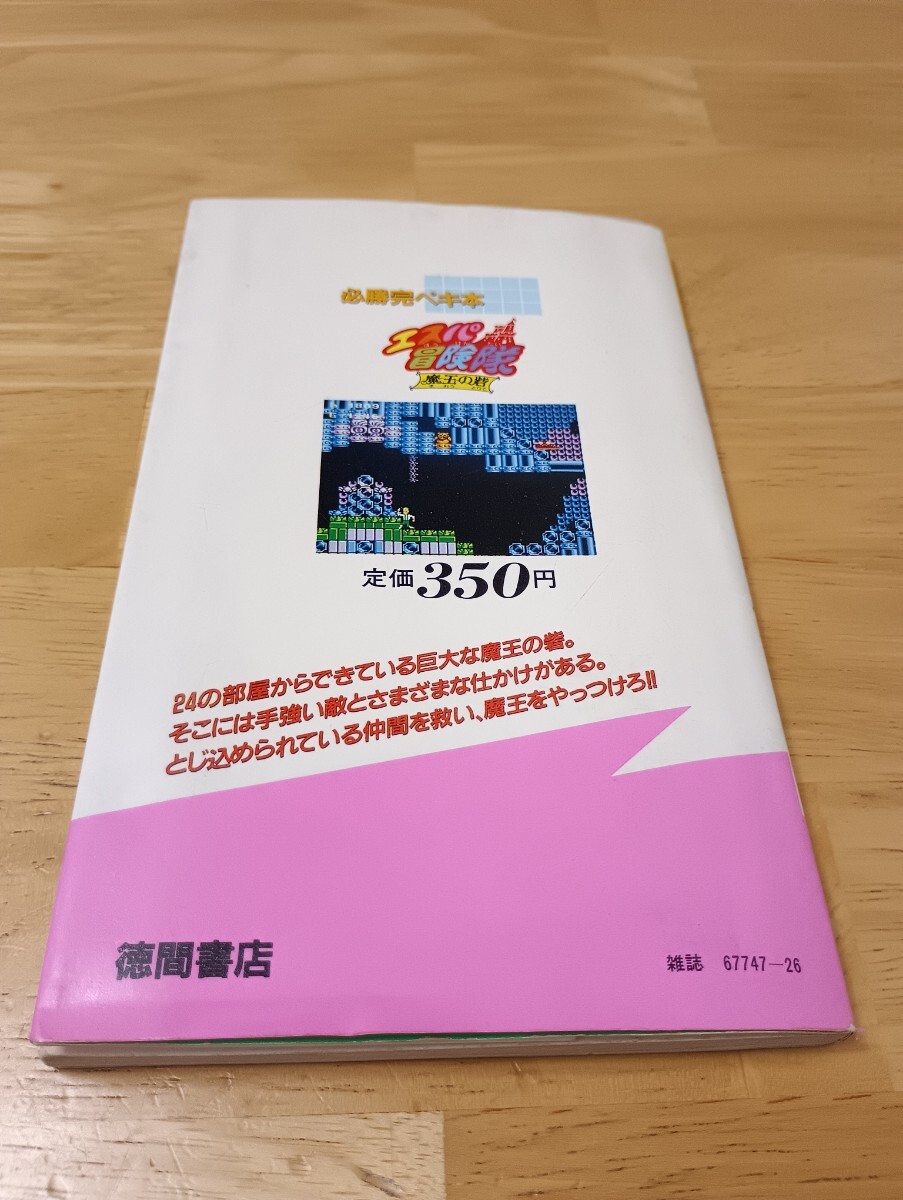 必勝完ペキ本
エスパ
冒険隊
魔王の砦
定価350円
24の部屋からできている巨大な魔王の砦。
そこには手強い敵とさまざまな仕かけがある。
とじ込められている仲間を救い、魔王をやっつけろ!!
徳間書店
雑誌 67747-26